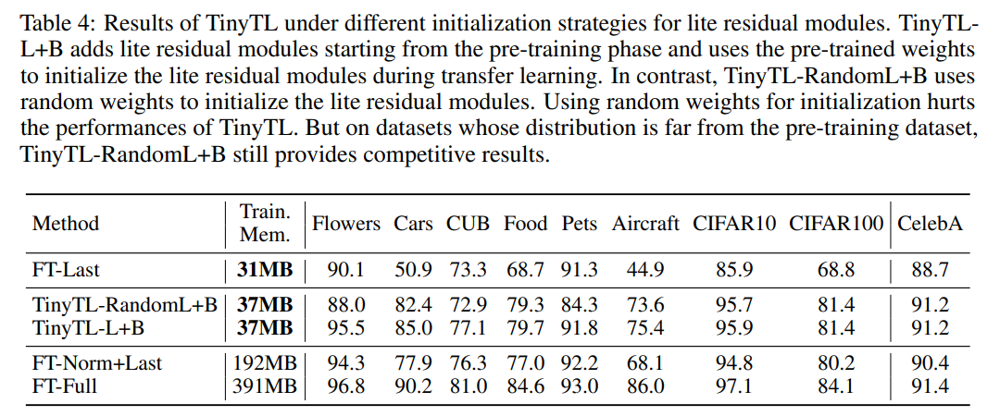 Table 4: Results of TinyTL under different initialization strategies for lite residual modules. TinyTL-
L+B adds lite residual modules starting from the pre-training phase and uses the pre-trained weights
to initialize the lite residual modules during transfer learning. In contrast, TinyTL-RandomL+B uses
random weights to initialize the lite residual modules. Using random weights for initialization hurts
the performances of TinyTL. But on datasets whose distribution is far from the pre-training dataset,
TinyTL-RandomL+B still provides competitive results.
Method Train. Mem. Flowers Cars CUB Food Pets Aircraft CIFAR10 CIFAR100 CelebA
FT-Last 31MB 90.1 50.9 73.3 68.7 91.3 44.9 85.9 68.8 88.7
TinyTL-RandomL+B 37MB 88.0 82.4 72.9 79.3 84.3 73.6 95.7 81.4 91.2
TinyTL-L+B 37MB 95.5 85.0 77.1 79.7 91.8 75.4 95.9 81.4 91.2
FT-Norm+Last 192MB 94.3 77.9 76.3 77.0 92.2 68.1 94.8 80.2 90.4
FT-Full 391MB 96.8 90.2 81.0 84.6 93.0 86.0 97.1 84.1 91.4